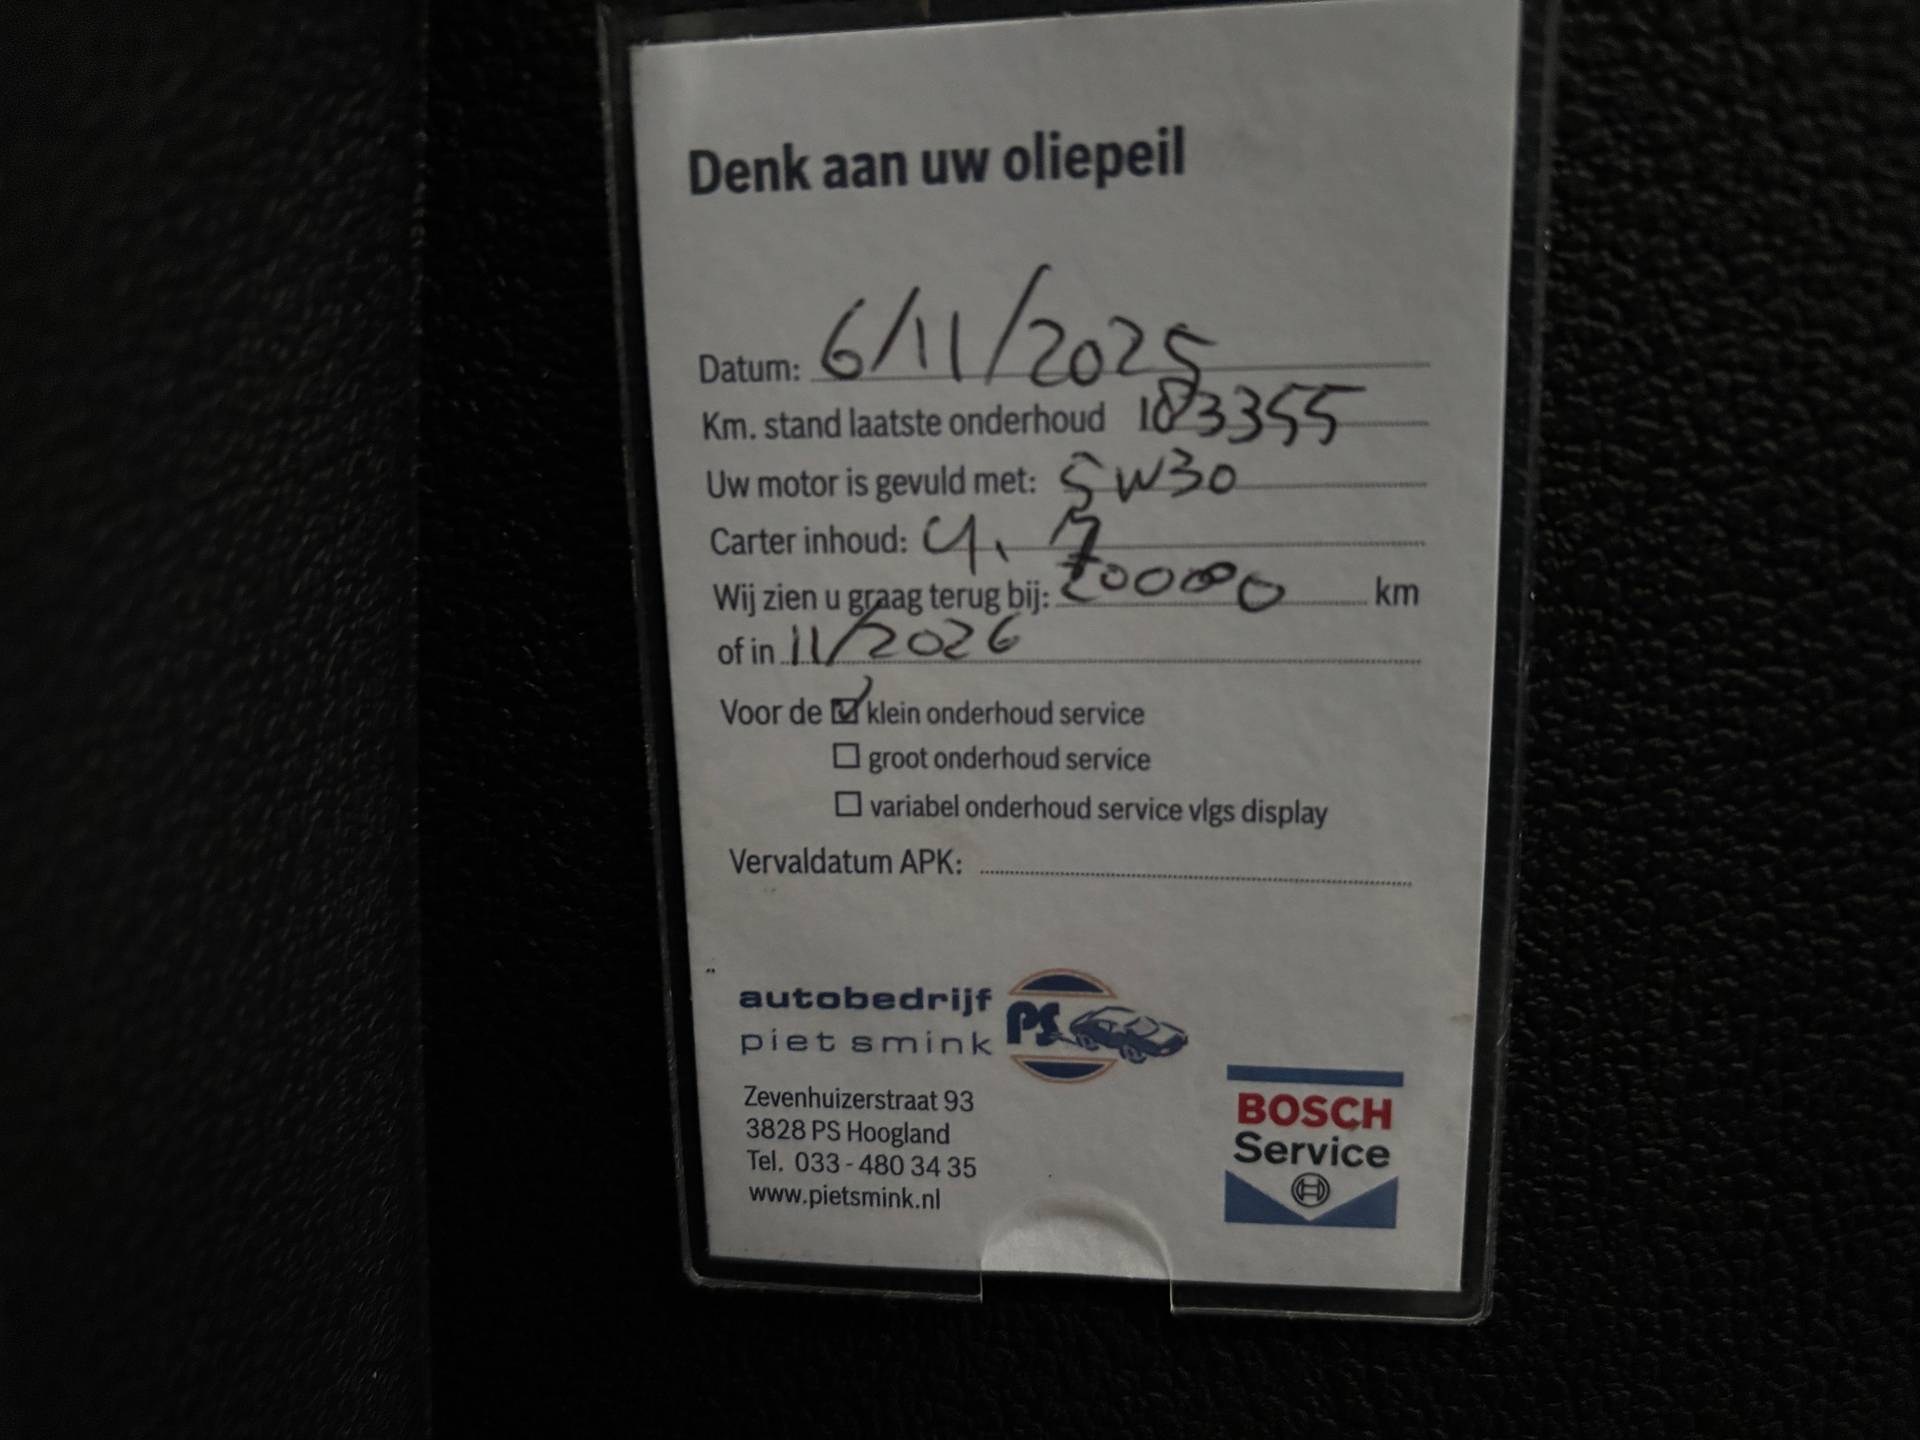 Denk aan uw oliepeil
Datum: 6/11/2025
Km. stand laatste onderhoud 183355
Uw motor is gevuld met: 5W30
Carter inhoud: 4,7
Wij zien u graag terug bij: 20000 km
of in 11/2026
Voor de klein onderhoud service
groot onderhoud service
variabel onderhoud service vlgs display
Vervaldatum APK:
autobedrijf
piet smink
PS
Zevenhuizerstraat 93
3828 PS Hoogland
Tel. 033 - 480 34 35
www.pietsmink.nl
BOSCH
Service